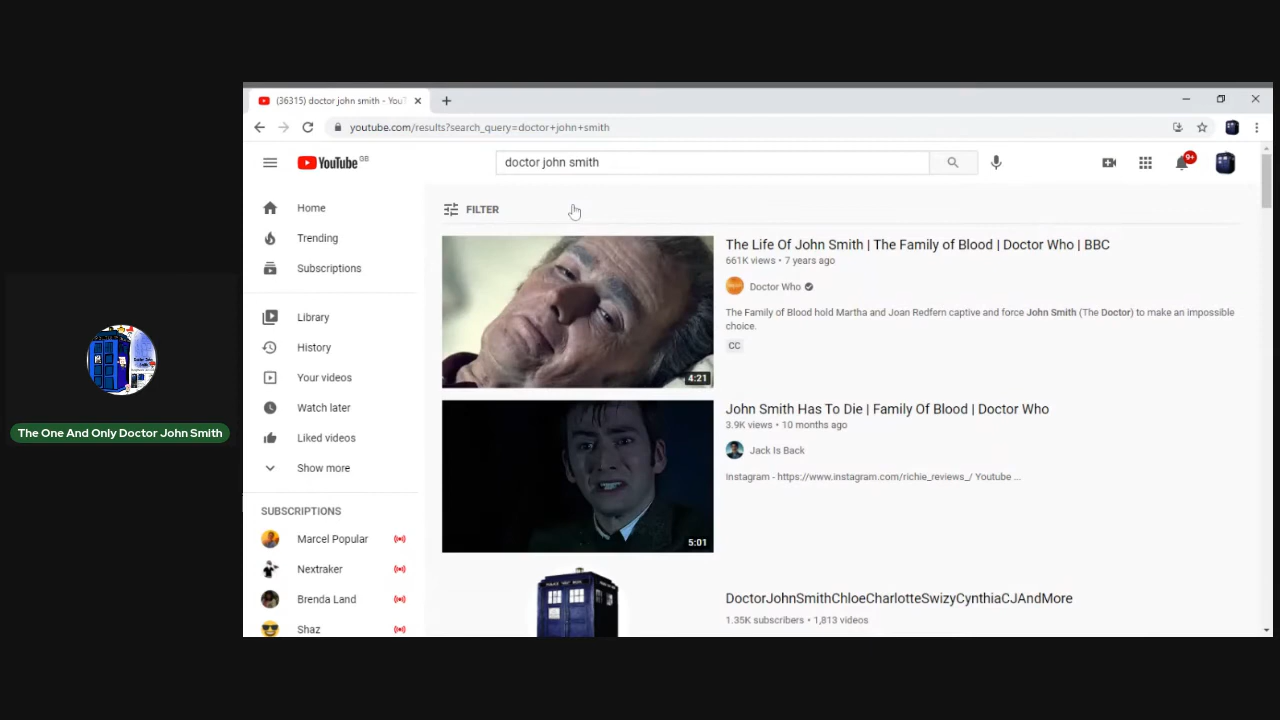 (36315) doctor john smith - YouT
youtube.com/results?search_query=doctor+john+smith
YouTube GB
doctor john smith
9+
Home
Trending
Subscriptions
Library
History
Your videos
Watch later
Liked videos
Show more
SUBSCRIPTIONS
Marcel Popular
Nextraker
Brenda Land
Shaz
FILTER
4:21
The Life Of John Smith | The Family of Blood | Doctor Who | BBC
661K views • 7 years ago
Doctor Who
The Family of Blood hold Martha and Joan Redfern captive and force John Smith (The Doctor) to make an impossible
choice.
CC
5:01
John Smith Has To Die | Family Of Blood | Doctor Who
3.9K views • 10 months ago
Jack Is Back
Instagram - https://www.instagram.com/richie_reviews_/ Youtube ...
DoctorJohnSmithChloeCharlotteSwizyCynthiaCJAndMore
1.35K subscribers • 1,813 videos
The One And Only Doctor John Smith